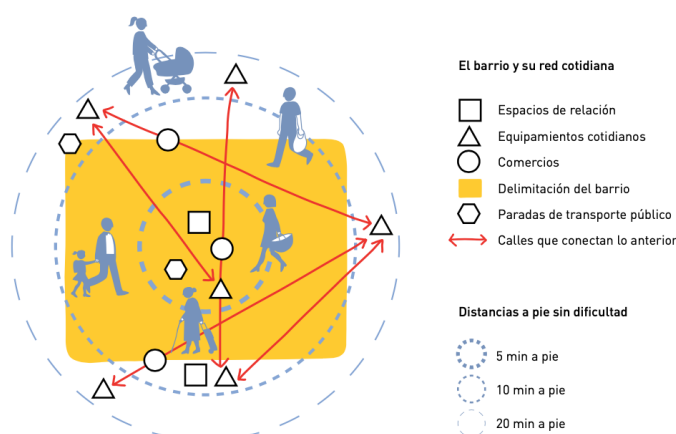 El barrio y su red cotidiana
Espacios de relación
Equipamientos cotidianos
Comercios
Delimitación del barrio
Paradas de transporte público
Calles que conectan lo anterior
Distancias a pie sin dificultad
5 min a pie
10 min a pie
20 min a pie